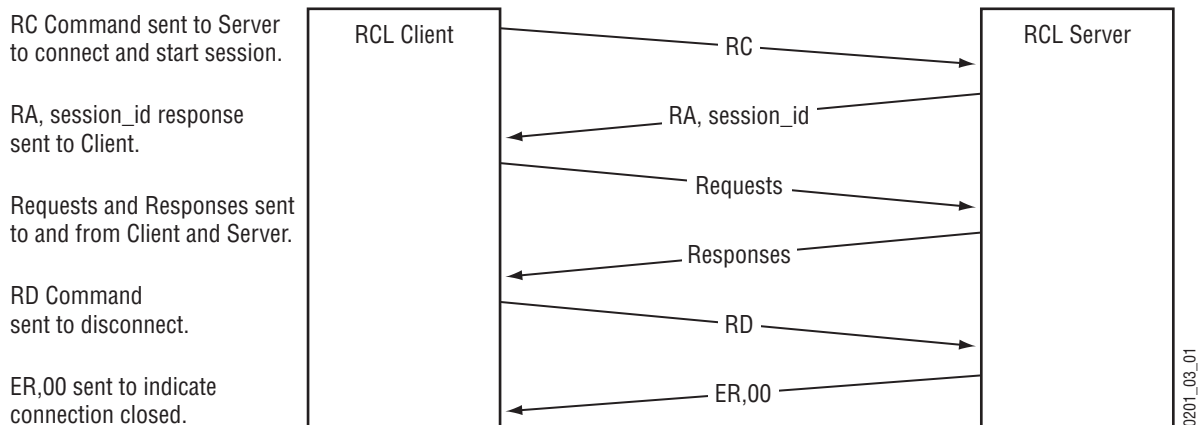 RC Command sent to Server
to connect and start session.
RA, session_id response
sent to Client.
Requests and Responses sent
to and from Client and Server.
RD Command
sent to disconnect.
ER,00 sent to indicate
connection closed.
RCL Client
RC
RA, session_id
Requests
Responses
RD
ER,00
RCL Server
0201_03_01